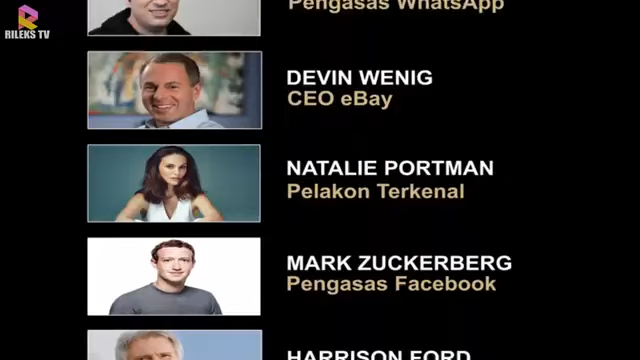 RILEKS TV
Pengasas WhatsApp
DEVIN WENIG
CEO eBay
NATALIE PORTMAN
Pelakon Terkenal
MARK ZUCKERBERG
Pengasas Facebook
HARRISON FORD